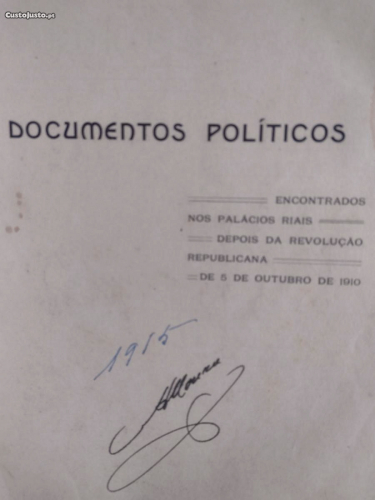 CustoJusto.pt
DOCUMENTOS POLÍTICOS
ENCONTRADOS
NOS PALÁCIOS RIAIS
DEPOIS DA REVOLUÇÃO
REPUBLICANA
DE 5 DE OUTUBRO DE 1910
1915